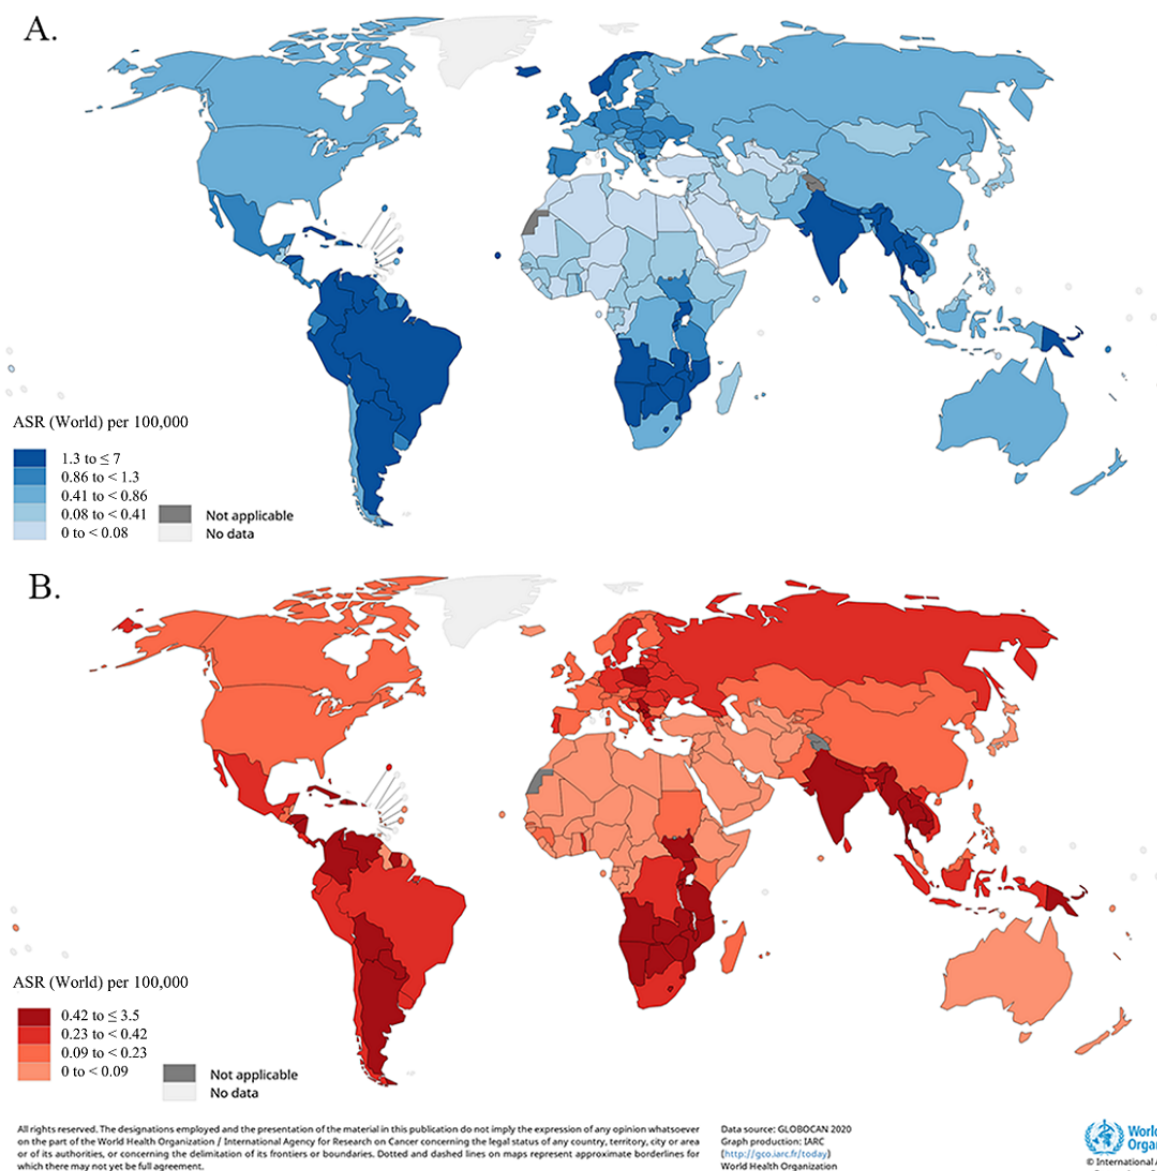 A.
ASR (World) per 100,000
1.3 to ≤ 7
0.86 to < 1.3
0.41 to < 0.86
0.08 to < 0.41
0 to < 0.08
Not applicable
No data
B.
ASR (World) per 100,000
0.42 to ≤ 3.5
0.23 to < 0.42
0.09 to < 0.23
0 to < 0.09
Not applicable
No data
All rights reserved. The designations employed and the presentation of the material in this publication do not imply the expression of any opinion whatsoever
on the part of the World Health Organization / International Agency for Research on Cancer concerning the legal status of any country, territory, city or area
or of its authorities, or concerning the delimitation of its frontiers or boundaries. Dotted and dashed lines on maps represent approximate borderlines for
which there may not yet be full agreement.
Data source: GLOBOCAN 2020
Graph production: IARC
(http://gco.iarc.fr/today)
World Health Organization
World
Organ
© International A